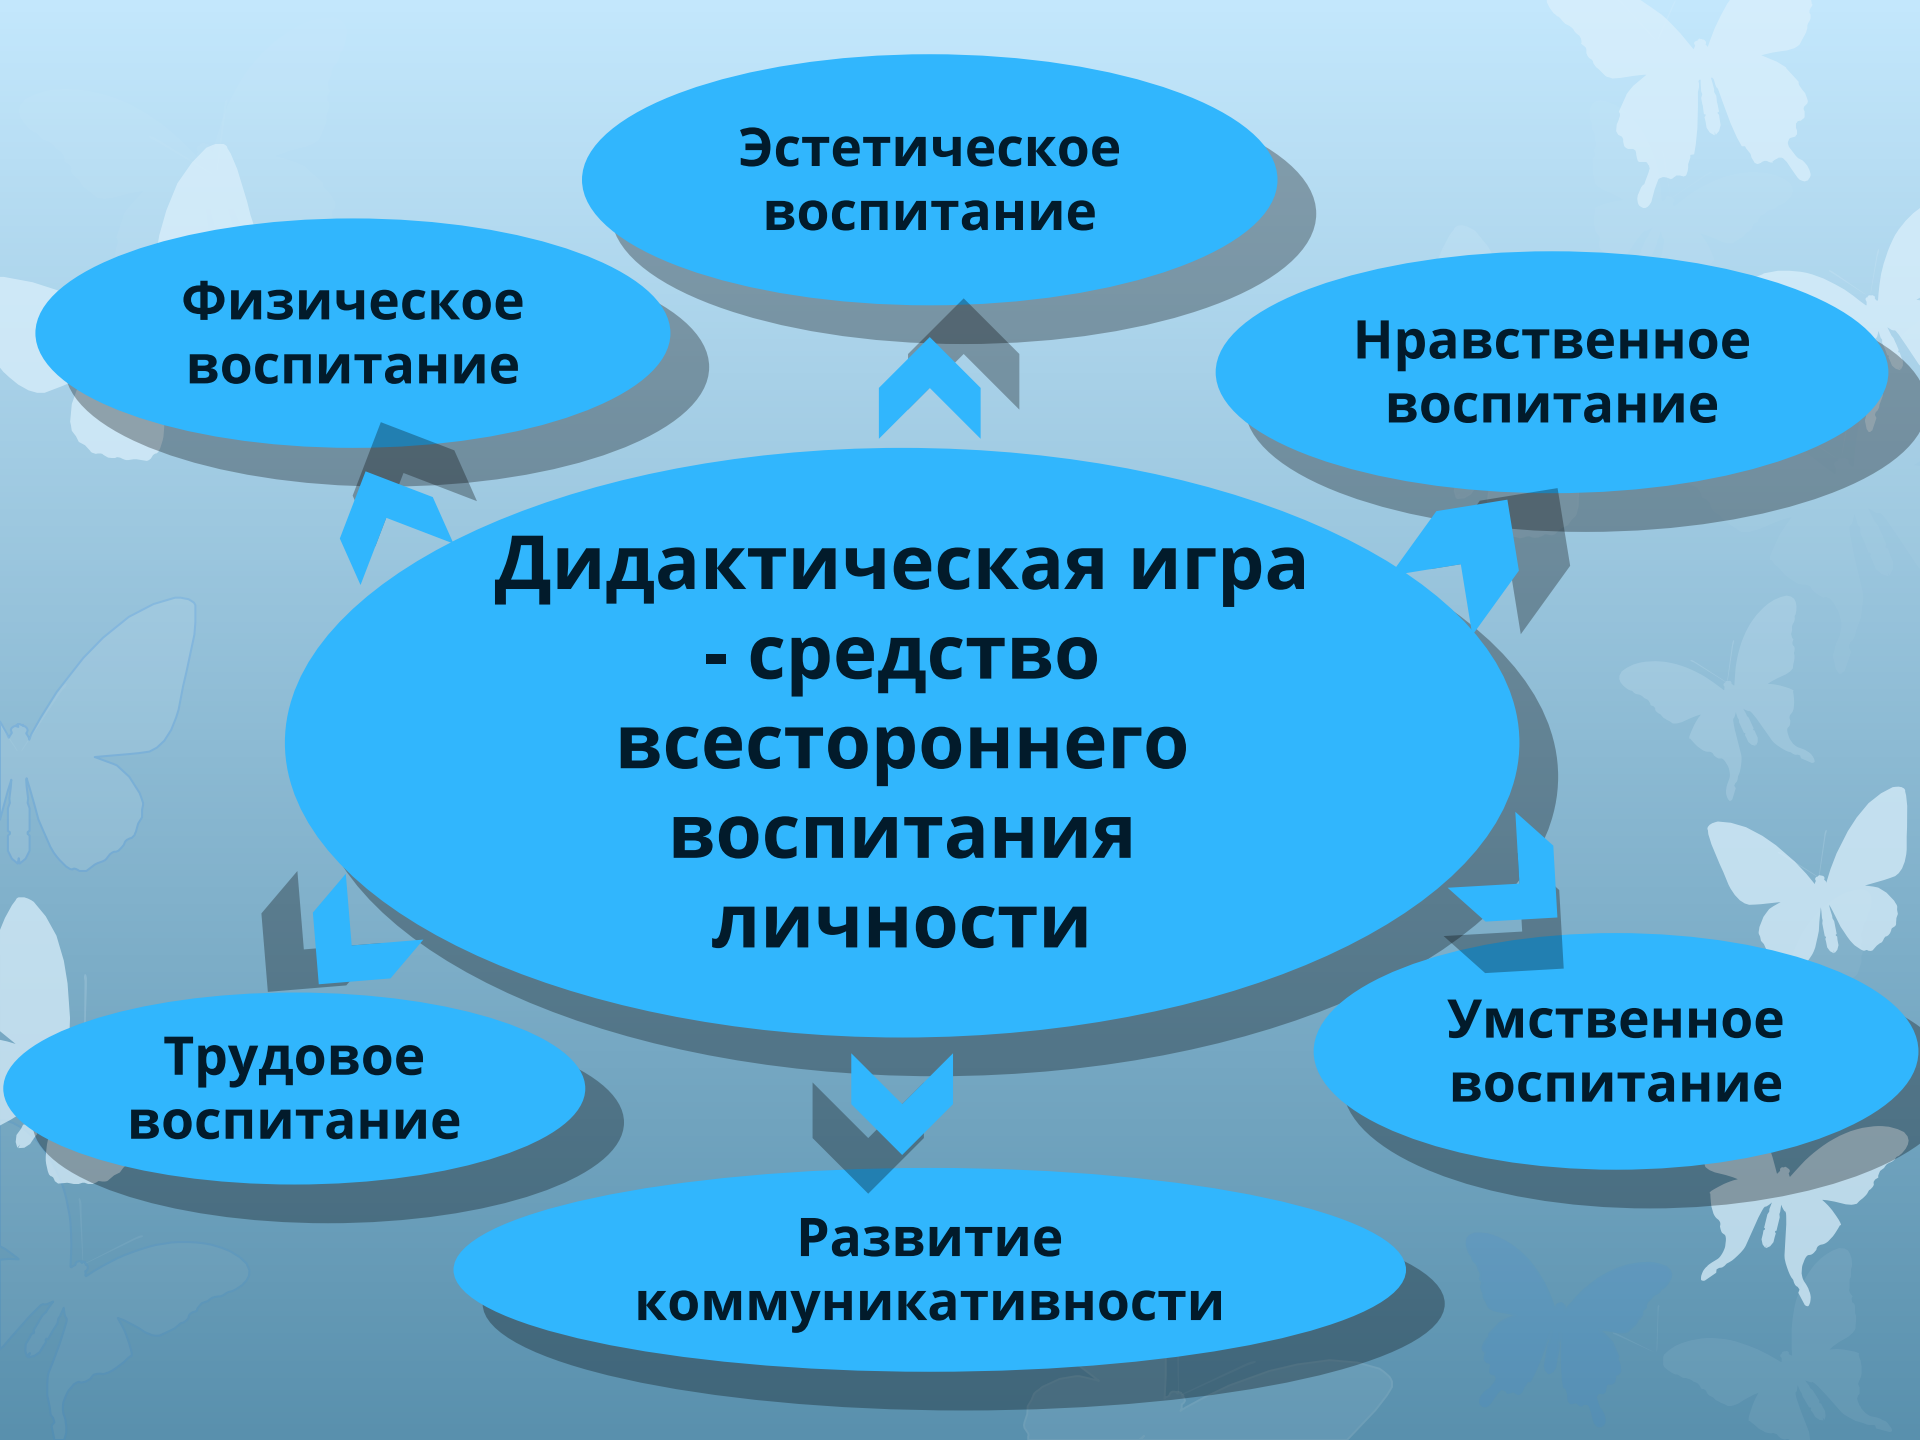 Эстетическое
воспитание
Физическое
воспитание
Нравственное
воспитание
Дидактическая игра
- средство
всестороннего
воспитания
личности
Умственное
воспитание
Трудовое
воспитание
Развитие
коммуникативности